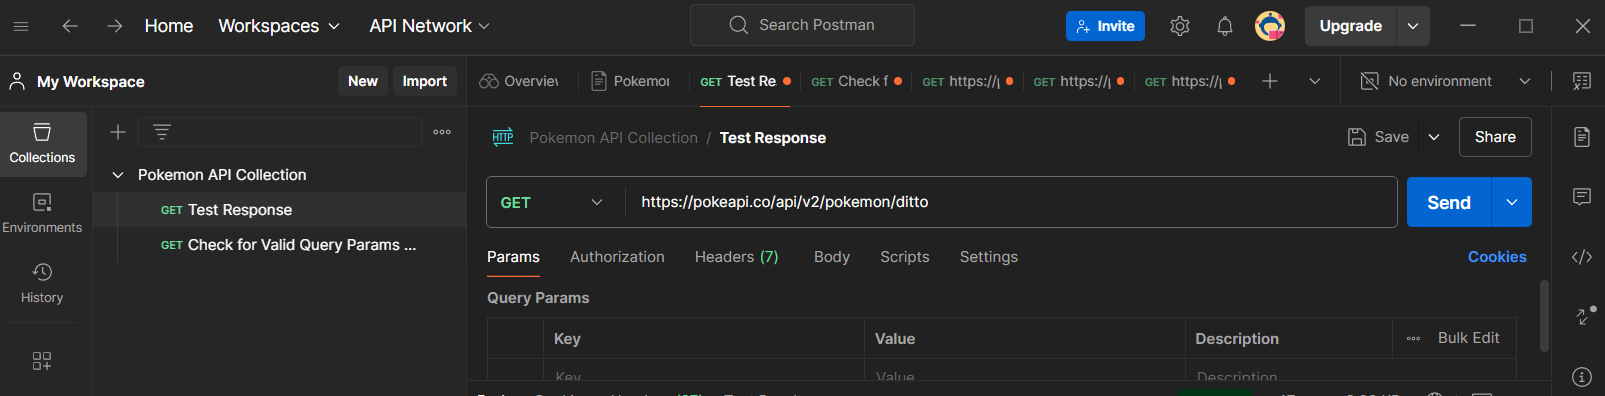 Home Workspaces API Network Search Postman Invite Upgrade
My Workspace New Import Overview Pokemon GET Test Re GET Check f GET https:// GET https:// GET https:// No environment
Collections
Environments
History
Pokemon API Collection
GET Test Response
GET Check for Valid Query Params ...
HTTP Pokemon API Collection / Test Response Save Share
GET https://pokeapi.co/api/v2/pokemon/ditto Send
Params Authorization Headers (7) Body Scripts Settings Cookies
Query Params
Key Value Description Bulk Edit
Key Value Description